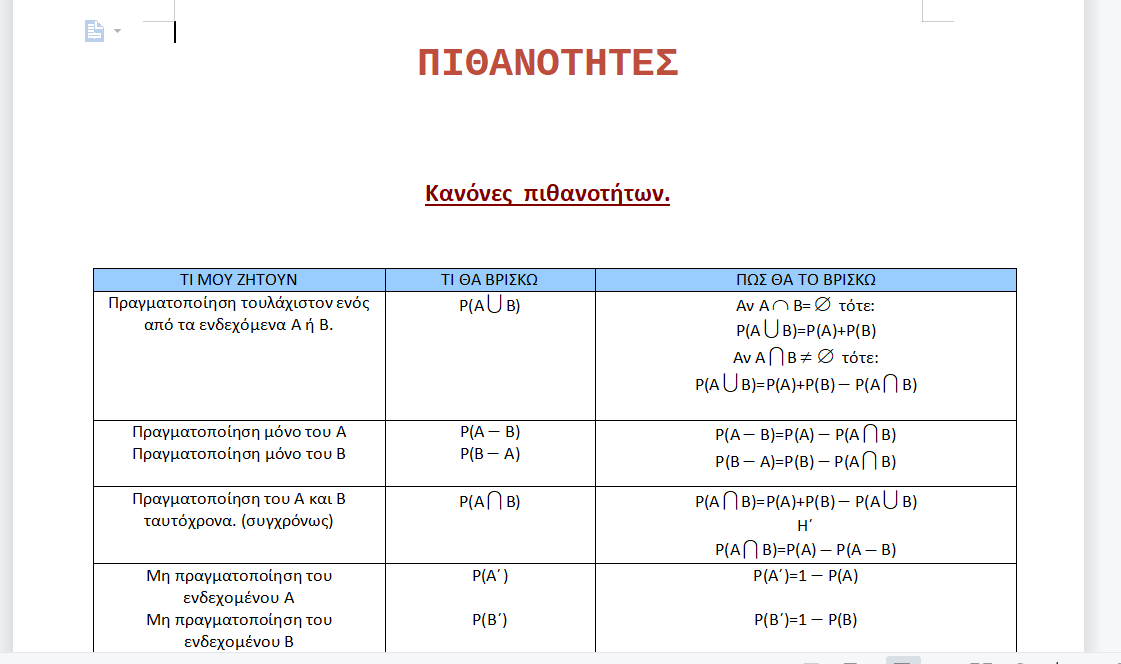 ΠΙΘΑΝΟΤΗΤΕΣ
Κανόνες πιθανοτήτων.
ΤΙ ΜΟΥ ΖΗΤΟΥΝ ΤΙ ΘΑ ΒΡΙΣΚΩ ΠΩΣ ΘΑ ΤΟ ΒΡΙΣΚΩ
Πραγματοποίηση τουλάχιστον ενός
από τα ενδεχόμενα Α ή Β.
P(A⋃B)
Αν Α∩Β=∅ τότε:
P(A⋃B)=P(A)+P(B)
Αν Α⋂Β≠∅ τότε:
P(A⋃B)=P(A)+P(B) – P(A⋂B)
Πραγματοποίηση μόνο του Α
Πραγματοποίηση μόνο του Β
P(A – B)
P(B – A)
P(A – B)=P(A) – P(A⋂B)
P(B – A)=P(B) – P(A⋂B)
Πραγματοποίηση του Α και Β
ταυτόχρονα. (συγχρόνως)
P(A⋂B)
P(A⋂B)=P(A)+P(B) – P(A⋃B)
Η΄
P(A⋂B)=P(A) – P(A – B)
Μη πραγματοποίηση του
ενδεχομένου Α
Μη πραγματοποίηση του
ενδεχομένου Β
P(A΄)
P(B΄)
P(A΄)=1 – P(A)
P(B΄)=1 – P(B)